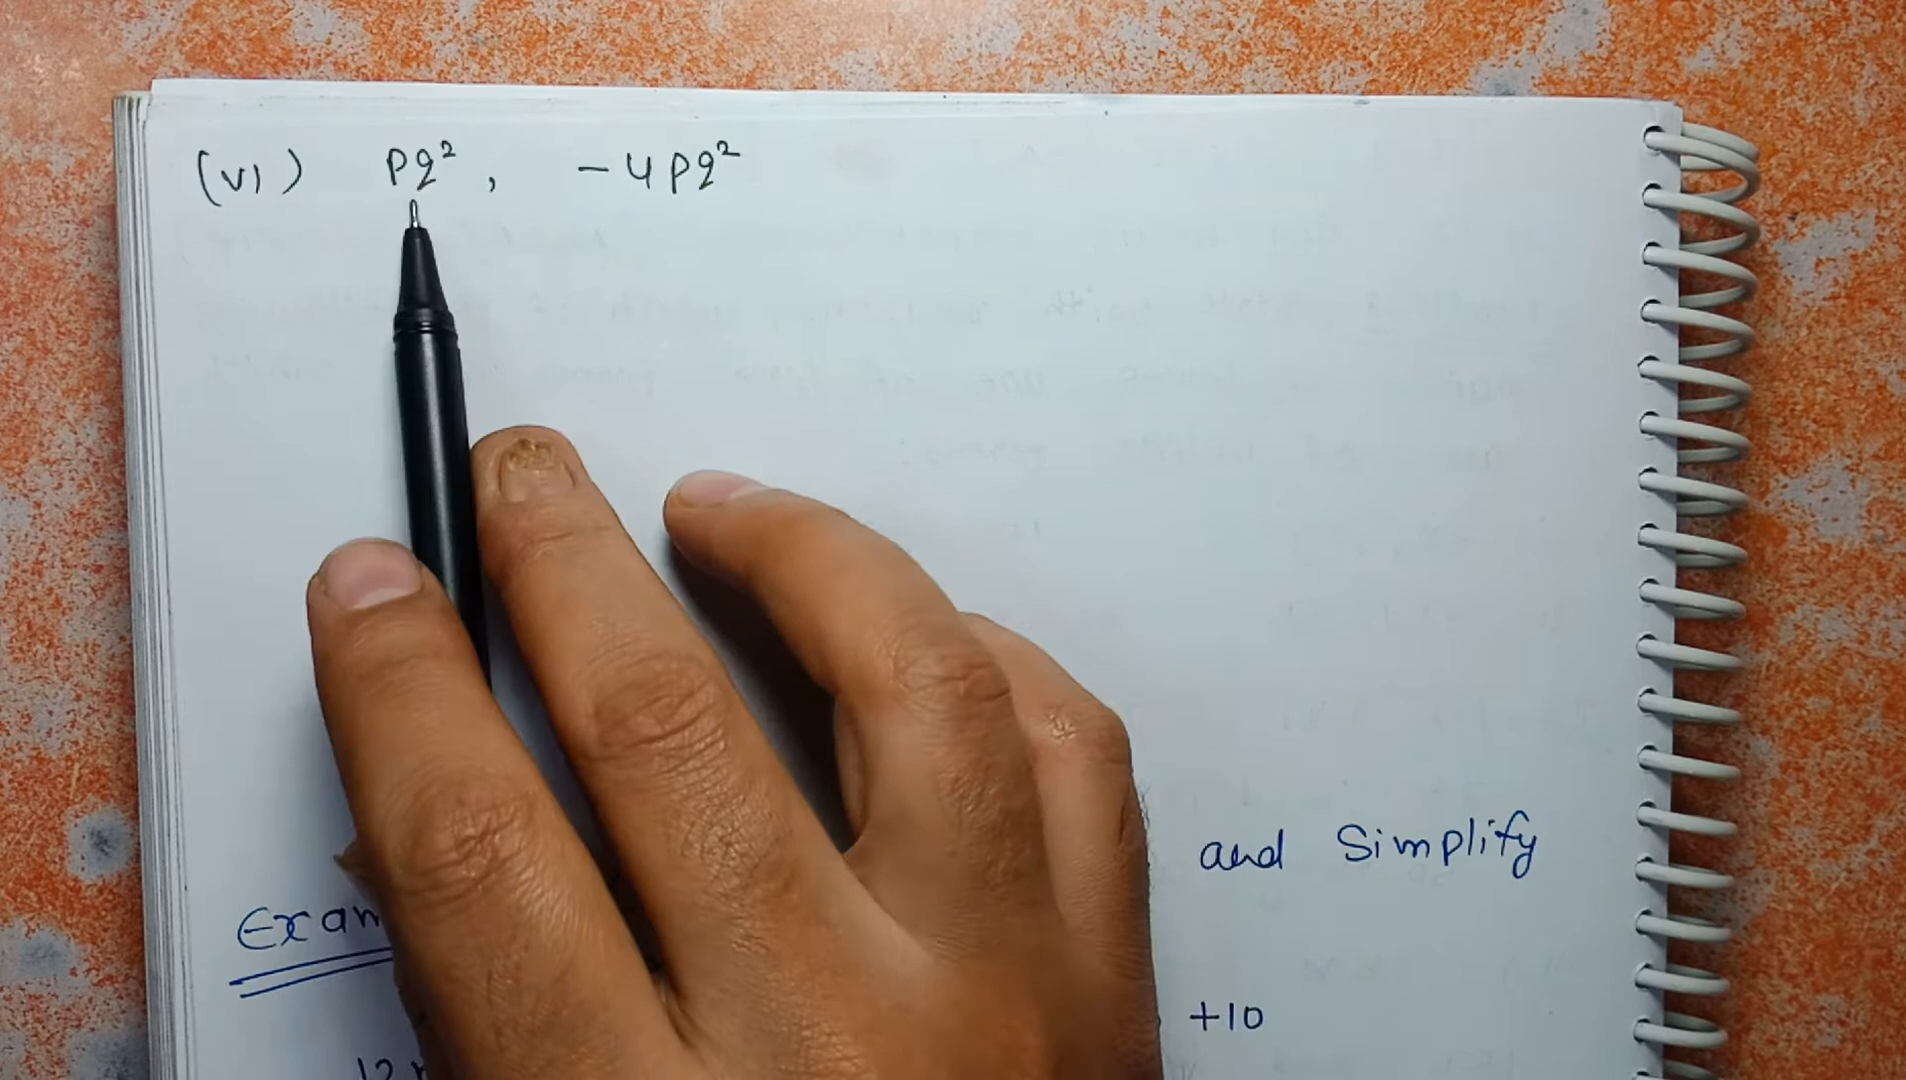 (vi) pq², -4pq²
and Simplify
+10